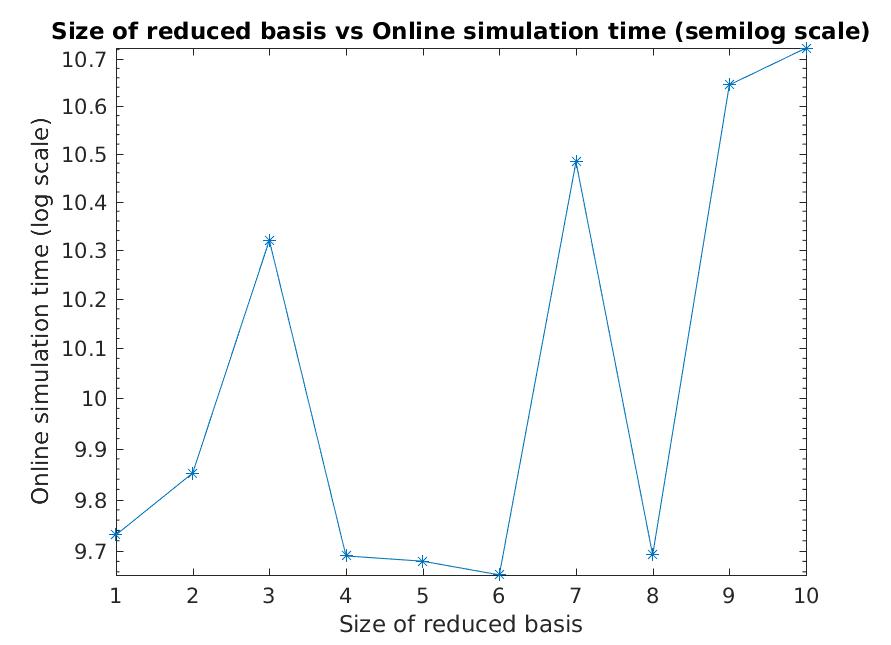 Size of reduced basis vs Online simulation time (semilog scale)
10.7
10.6
10.5
10.4
10.3
10.2
10.1
10
9.9
9.8
9.7
Online simulation time (log scale)
1 2 3 4 5 6 7 8 9 10
Size of reduced basis